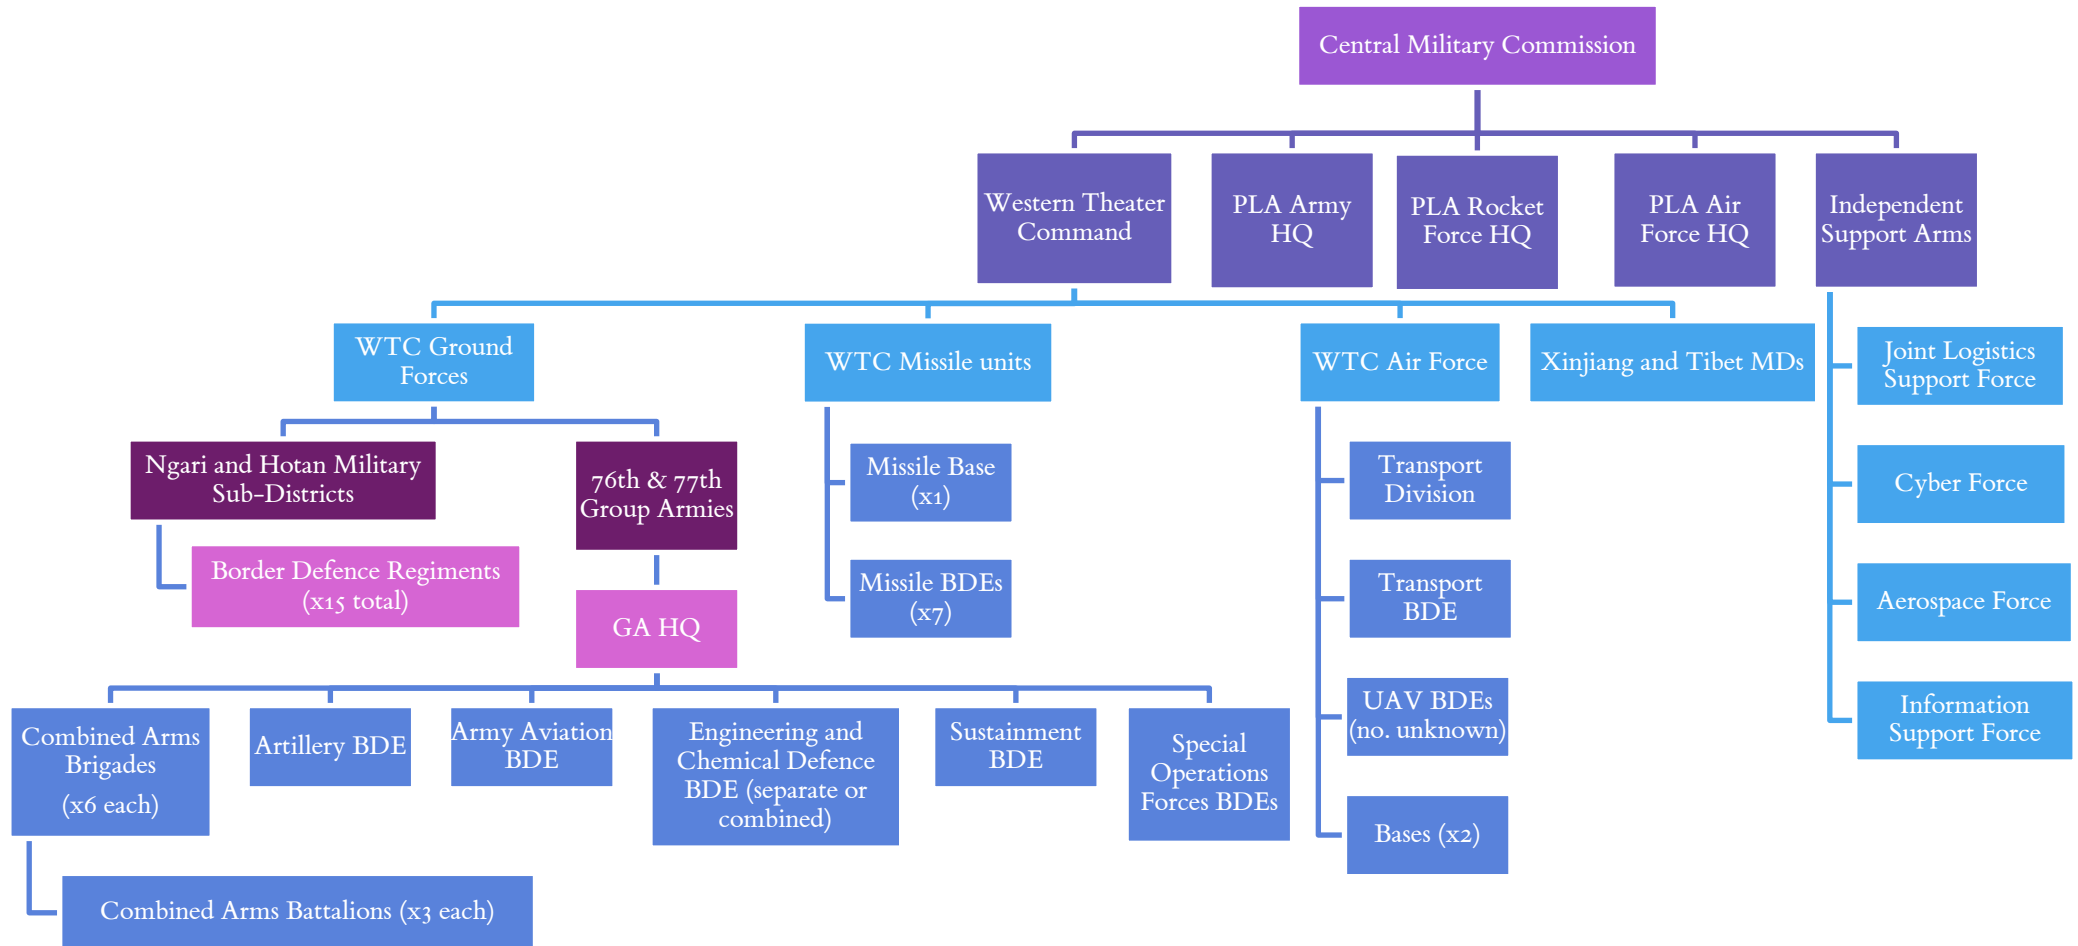 Central Military Commission
Western Theater
Command
PLA Army
HQ
PLA Rocket
Force HQ
PLA Air
Force HQ
Independent
Support Arms
WTC Ground
Forces
WTC Missile units
WTC Air Force
Xinjiang and Tibet MDs
Joint Logistics
Support Force
Cyber Force
Aerospace Force
Information
Support Force
Ngari and Hotan Military
Sub-Districts
76th & 77th
Group Armies
Border Defence Regiments
(x15 total)
GA HQ
Missile Base
(x1)
Missile BDEs
(x7)
Transport
Division
Transport
BDE
UAV BDEs
(no. unknown)
Bases (x2)
Combined Arms
Brigades
(x6 each)
Artillery BDE
Army Aviation
BDE
Engineering and
Chemical Defence
BDE (separate or
combined)
Sustainment
BDE
Special
Operations
Forces BDEs
Combined Arms Battalions (x3 each)